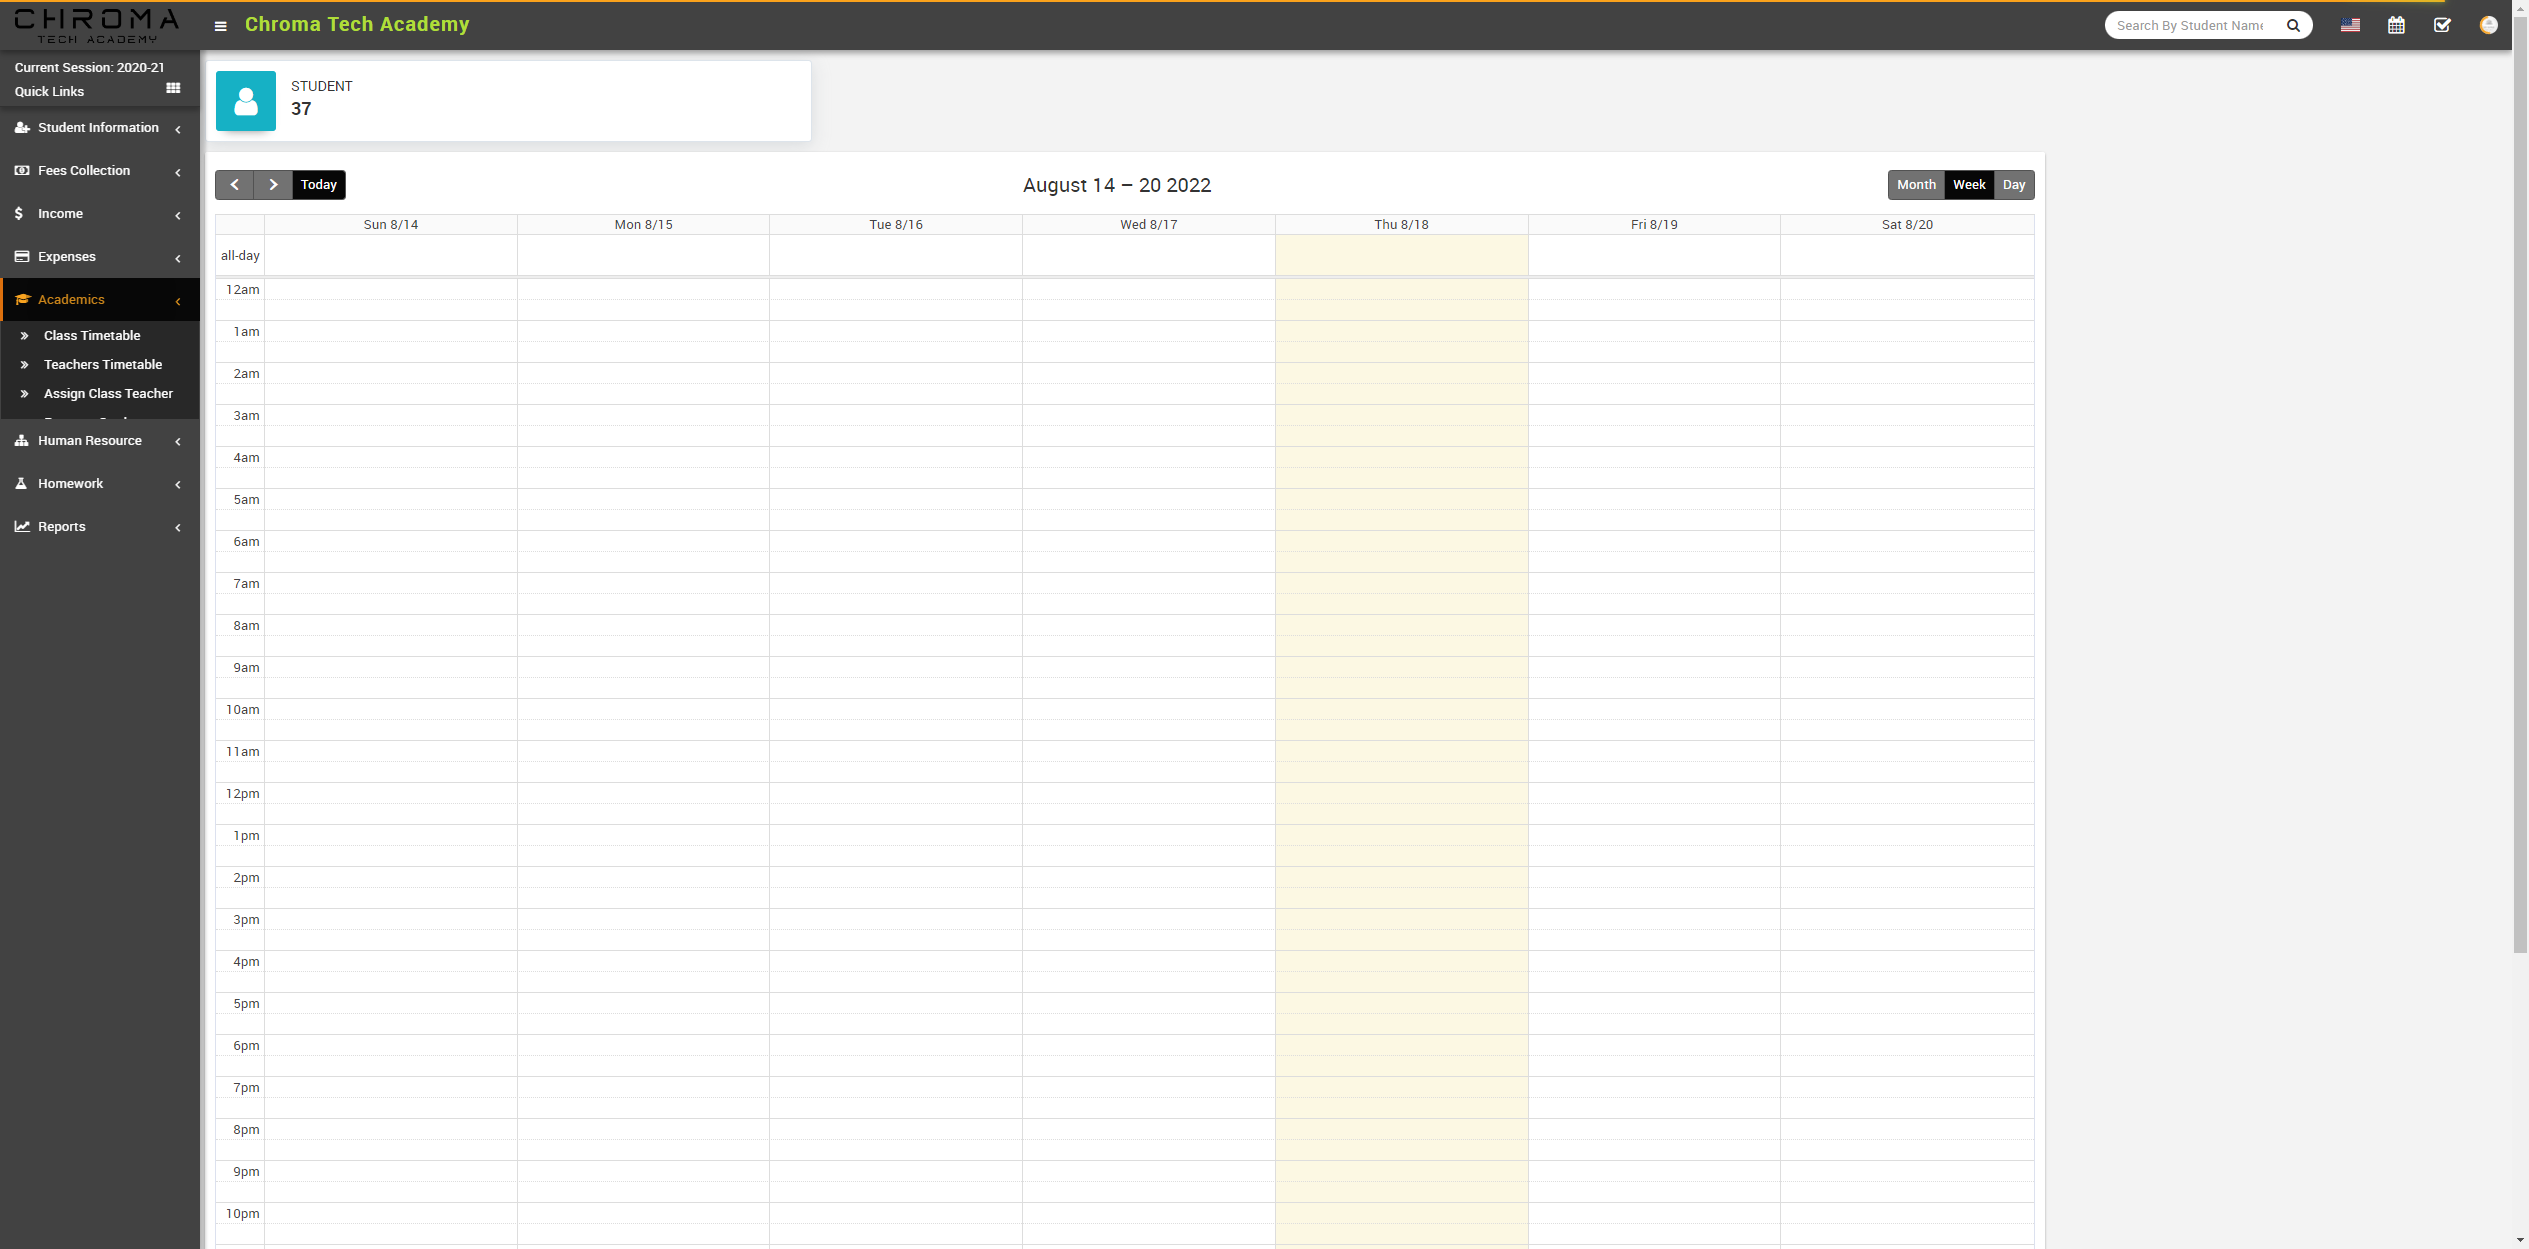 CHROMA
TECH ACADEMY
Chroma Tech Academy
Search By Student Name
Current Session: 2020-21
Quick Links
Student Information
Fees Collection
Income
Expenses
Academics
Class Timetable
Teachers Timetable
Assign Class Teacher
Human Resource
Homework
Reports
STUDENT
37
Today
August 14 – 20 2022
Month Week Day
Sun 8/14 Mon 8/15 Tue 8/16 Wed 8/17 Thu 8/18 Fri 8/19 Sat 8/20
all-day
12am
1am
2am
3am
4am
5am
6am
7am
8am
9am
10am
11am
12pm
1pm
2pm
3pm
4pm
5pm
6pm
7pm
8pm
9pm
10pm